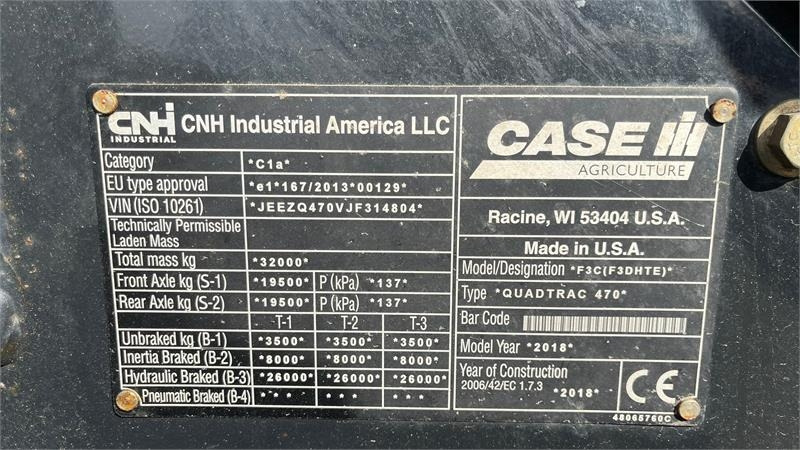 CNH INDUSTRIAL CNH Industrial America LLC
Category *C1a*
EU type approval *e1*167/2013*00129*
VIN (ISO 10261) *JEEZQ470VJF314804*
Technically Permissible
Laden Mass
Total mass kg *32000*
Front Axle kg (S-1) *19500* P (kPa) *137*
Rear Axle kg (S-2) *19500* P (kPa) *137*
T-1 T-2 T-3
Unbraked kg (B-1) *3500* *3500* *3500*
Inertia Braked (B-2) *8000* *8000* *8000*
Hydraulic Braked (B-3) *26000* *26000* *26000*
Pneumatic Braked (B-4) * * * * * * * * *
CASE IH
AGRICULTURE
Racine, WI 53404 U.S.A.
Made in U.S.A.
Model/Designation *F3C(F3DHTE)*
Type *QUADTRAC 470*
Bar Code
Model Year *2018*
Year of Construction
2006/42/EC 1.7.3 *2018*
CE
48065760C